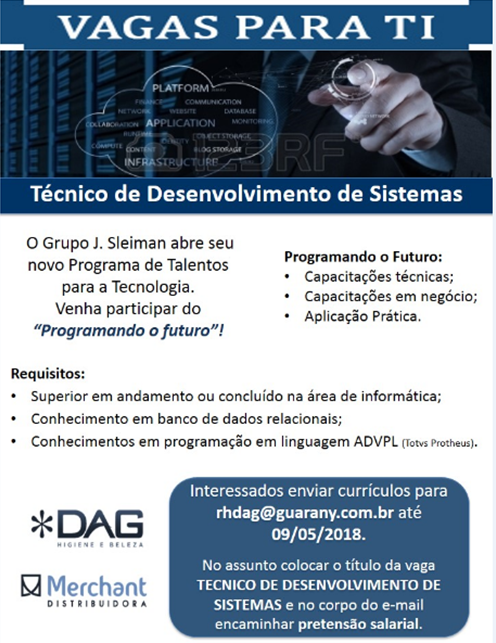 VAGAS PARA TI
PLATFORM
FINANCE COMMUNICATION
NETWORK WEBSITE DATABASE
COLLABORATION APPLICATION MONITORING
RUNTIME IDENTITY OBJECT STORAGE
COMPUTE CONTENT BLOG STORAGE
INFRASTRUCTURE
123RF
Técnico de Desenvolvimento de Sistemas
O Grupo J. Sleiman abre seu
novo Programa de Talentos
para a Tecnologia.
Venha participar do
“Programando o futuro”!
Programando o Futuro:
• Capacitações técnicas;
• Capacitações em negócio;
• Aplicação Prática.
Requisitos:
• Superior em andamento ou concluído na área de informática;
• Conhecimento em banco de dados relacionais;
• Conhecimentos em programação em linguagem ADVPL (Totvs Protheus).
DAG
HIGIENE E BELEZA
Merchant
DISTRIBUIDORA
Interessados enviar currículos para
rhdag@guarany.com.br até
09/05/2018.
No assunto colocar o título da vaga
TECNICO DE DESENVOLVIMENTO DE
SISTEMAS e no corpo do e-mail
encaminhar pretensão salarial.